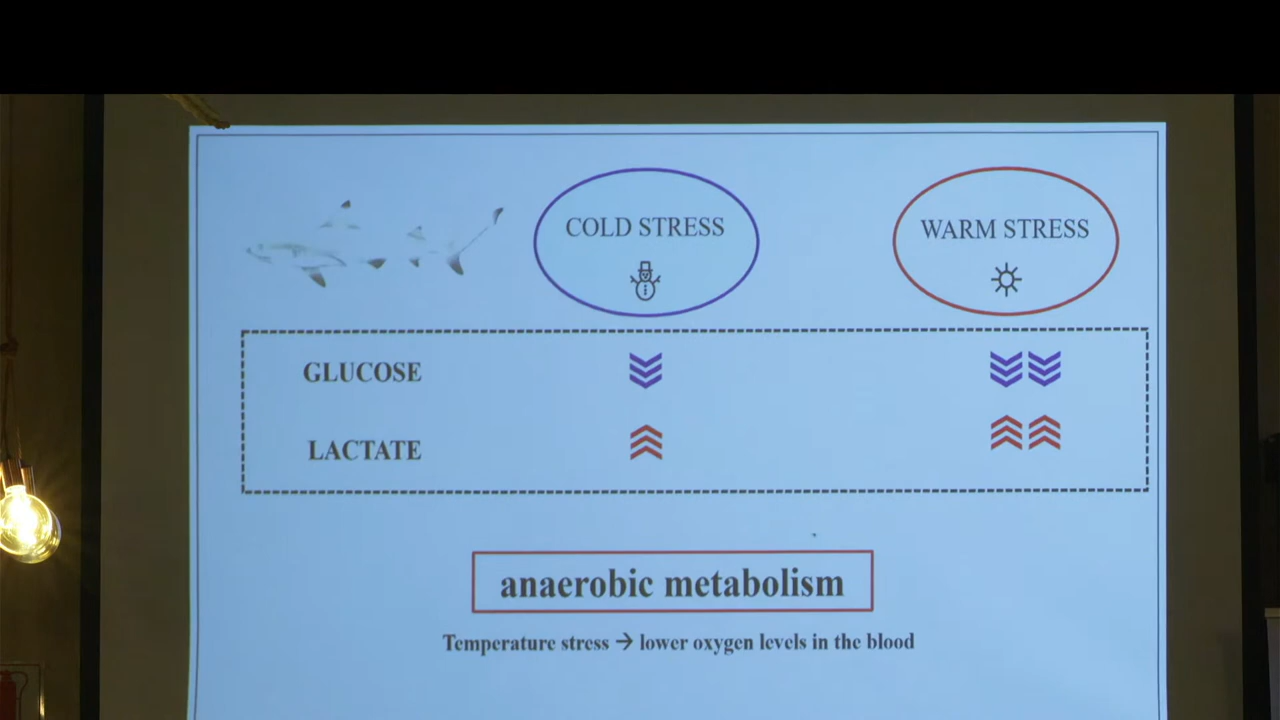 COLD STRESS
WARM STRESS
GLUCOSE
LACTATE
anaerobic metabolism
Temperature stress → lower oxygen levels in the blood